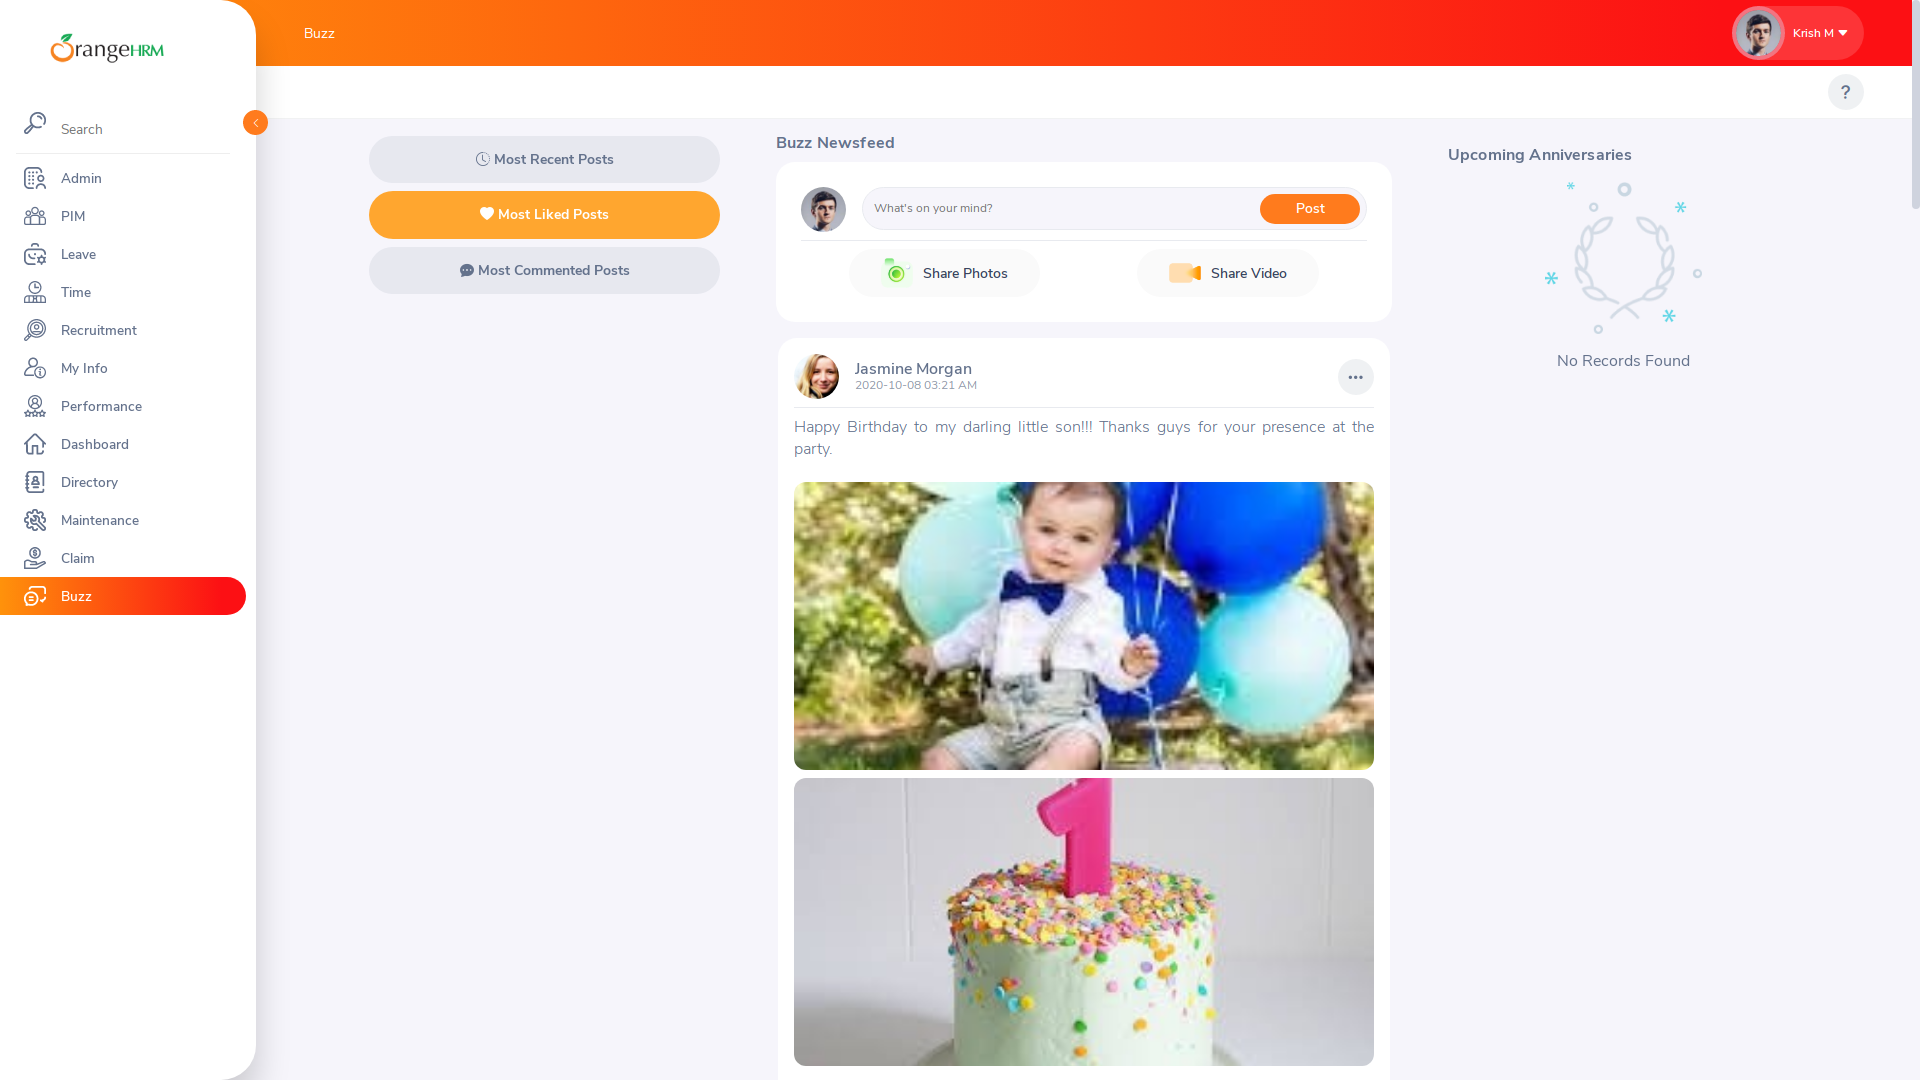 OrangeHRM
Search
Admin
PIM
Leave
Time
Recruitment
My Info
Performance
Dashboard
Directory
Maintenance
Claim
Buzz
Buzz
Krish M
?
Most Recent Posts
Most Liked Posts
Most Commented Posts
Buzz Newsfeed
What's on your mind?
Post
Share Photos
Share Video
Jasmine Morgan
2020-10-08 03:21 AM
Happy Birthday to my darling little son!!! Thanks guys for your presence at the
party.
1
Upcoming Anniversaries
No Records Found